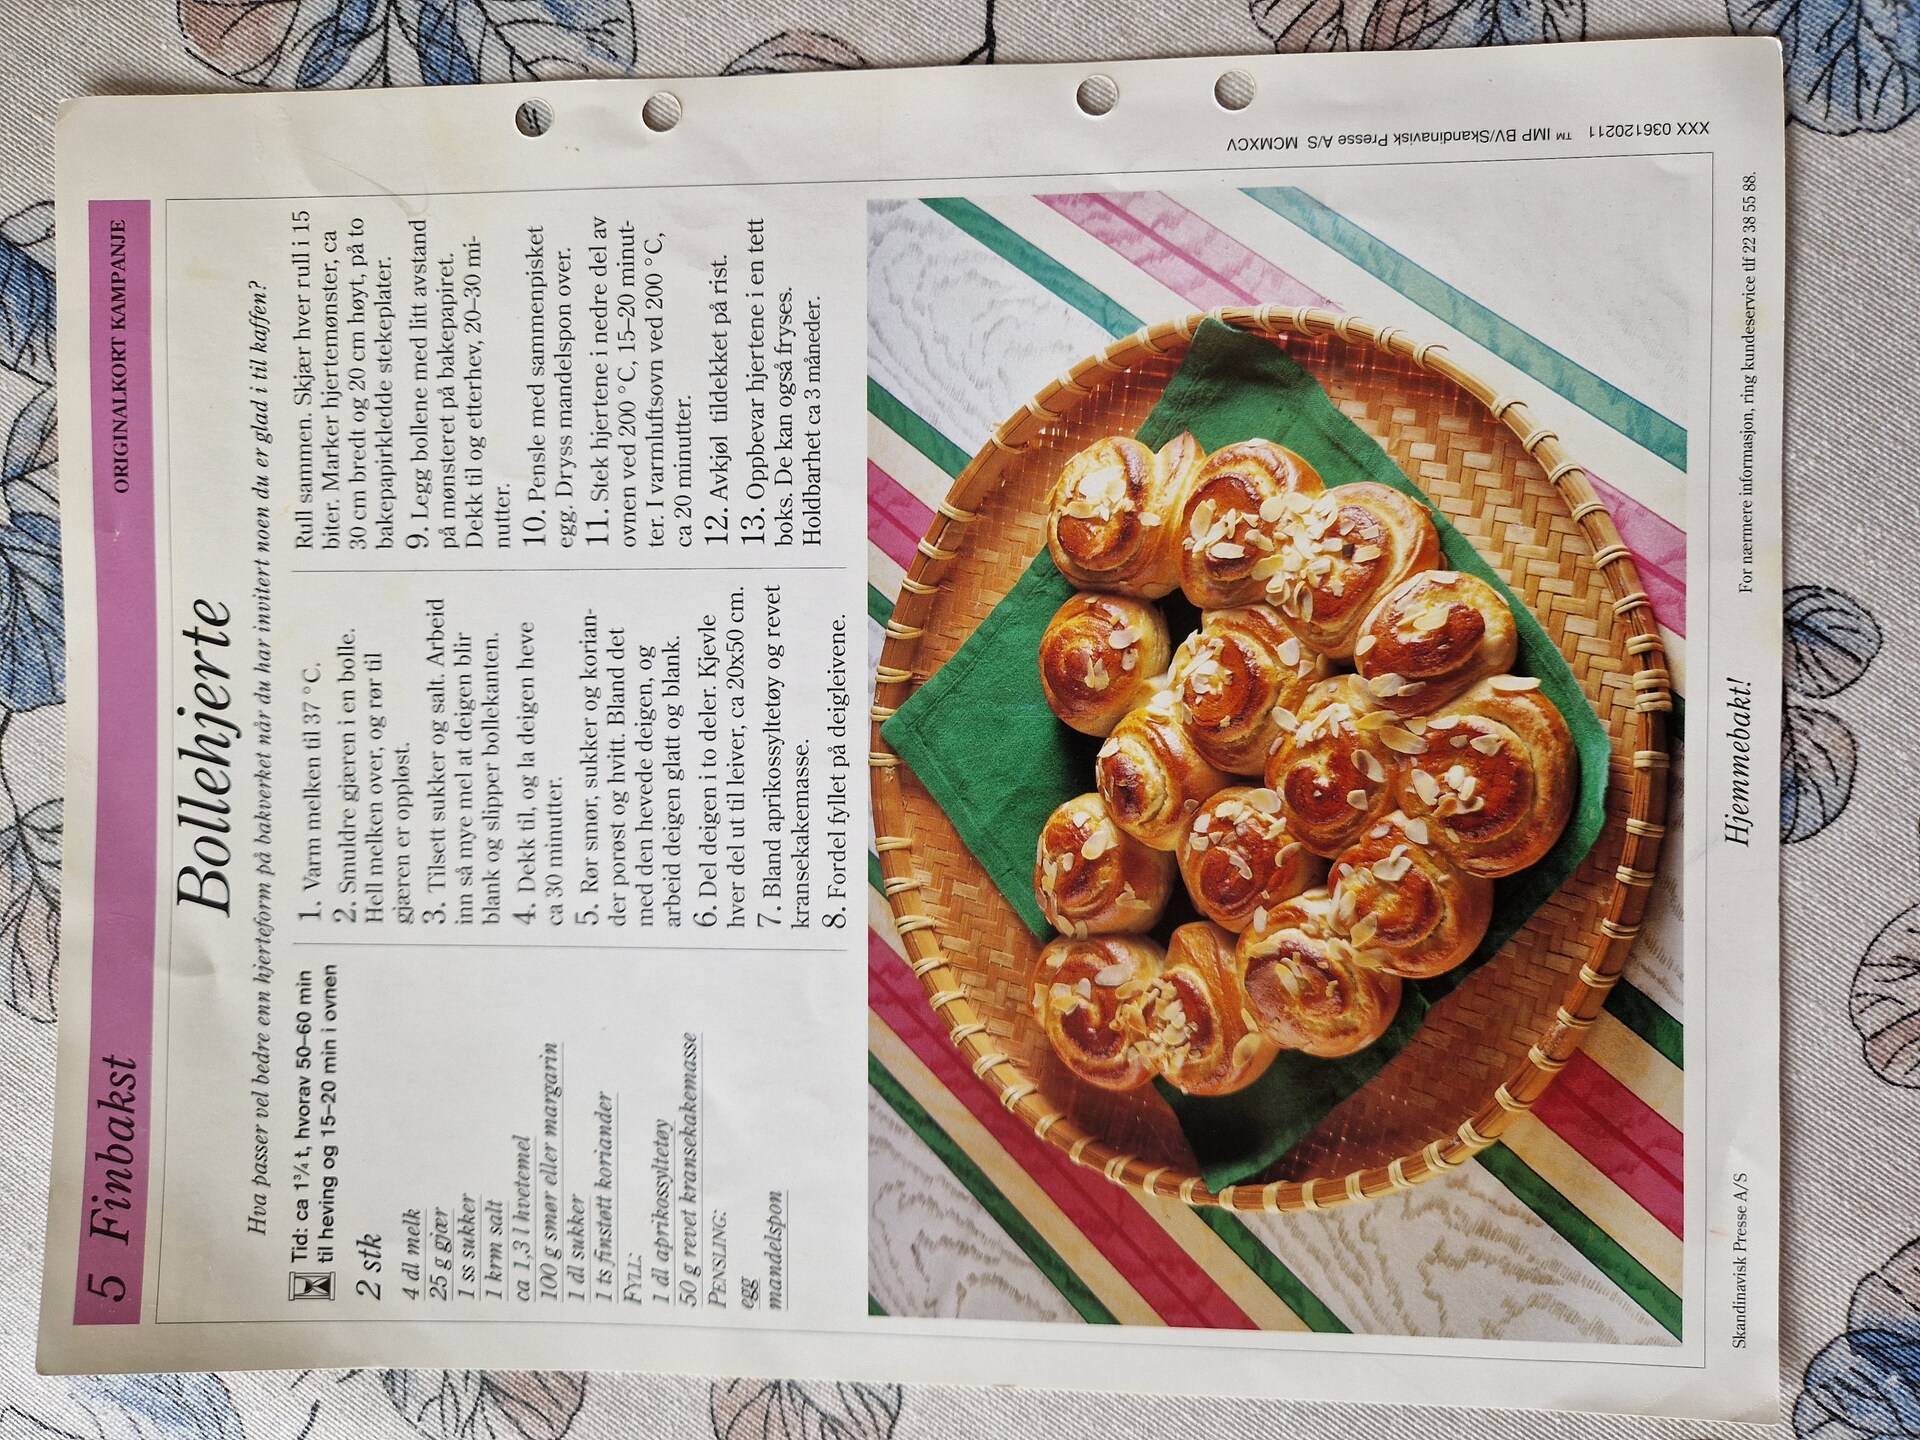 5 Finbakst
ORIGINALKORT KAMPANJE
Bollehjerte
Hva passer vel bedre enn hjerteform på bakverket når du har invitert noen du er glad i til kaffen?
Tid: ca 1¾ t, hvorav 50–60 min
til heving og 15–20 min i ovnen
2 stk
4 dl melk
25 g gjær
1 ss sukker
1 krm salt
ca 1,3 l hvetemel
100 g smør eller margarin
1 dl sukker
1 ts finstøtt koriander
FYLL:
1 dl aprikossyltetøy
50 g revet kransekakemasse
PENSLING:
egg
mandelspon
1. Varm melken til 37 °C.
2. Smuldre gjæren i en bolle.
Hell melken over, og rør til
gjæren er oppløst.
3. Tilsett sukker og salt. Arbeid
inn så mye mel at deigen blir
blank og slipper bollekanten.
4. Dekk til, og la deigen heve
ca 30 minutter.
5. Rør smør, sukker og korian-
der porøst og hvitt. Bland det
med den hevede deigen, og
arbeid deigen glatt og blank.
6. Del deigen i to deler. Kjevle
hver del ut til leiver, ca 20x50 cm.
7. Bland aprikossyltetøy og revet
kransekakemasse.
8. Fordel fyllet på deigleivene.
Rull sammen. Skjær hver rull i 15
biter. Marker hjertemønster, ca
30 cm bredt og 20 cm høyt, på to
bakepapirkledde stekeplater.
9. Legg bollene med litt avstand
på mønsteret på bakepapiret.
Dekk til og etterhev, 20–30 mi-
nutter.
10. Pensle med sammenpisket
egg. Dryss mandelspon over.
11. Stek hjertene i nedre del av
ovnen ved 200 °C, 15–20 minut-
ter. I varmluftsovn ved 200 °C,
ca 20 minutter.
12. Avkjøl tildekket på rist.
13. Oppbevar hjertene i en tett
boks. De kan også fryses.
Holdbarhet ca 3 måneder.
XXX 036120211 ™ IMP BV/Skandinavisk Presse A/S MCMXCV
Skandinavisk Presse A/S
Hjemmebakt!
For nærmere informasjon, ring kundeservice tlf 22 38 55 88.